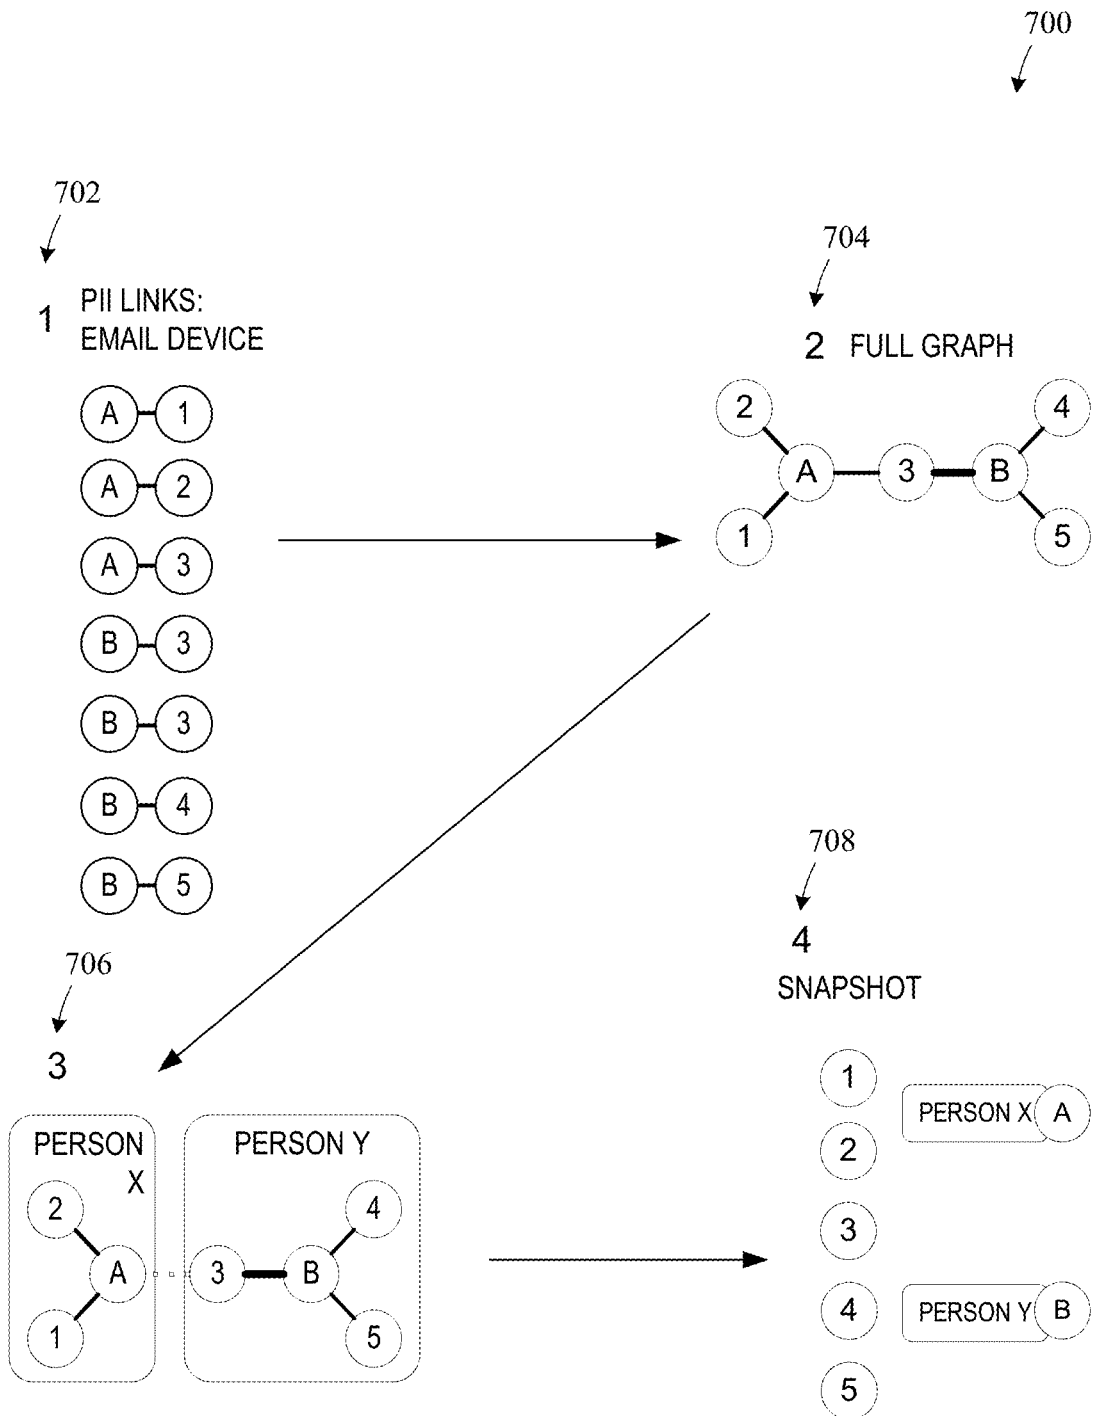 700
702
1 PII LINKS:
EMAIL DEVICE
A 1
A 2
A 3
B 3
B 3
B 4
B 5
704
2 FULL GRAPH
2 4
A 3 B
1 5
706
3
PERSON
X
PERSON Y
2 4
A 3 B
1 5
708
4
SNAPSHOT
1
PERSON X A
2
3
4 PERSON Y B
5